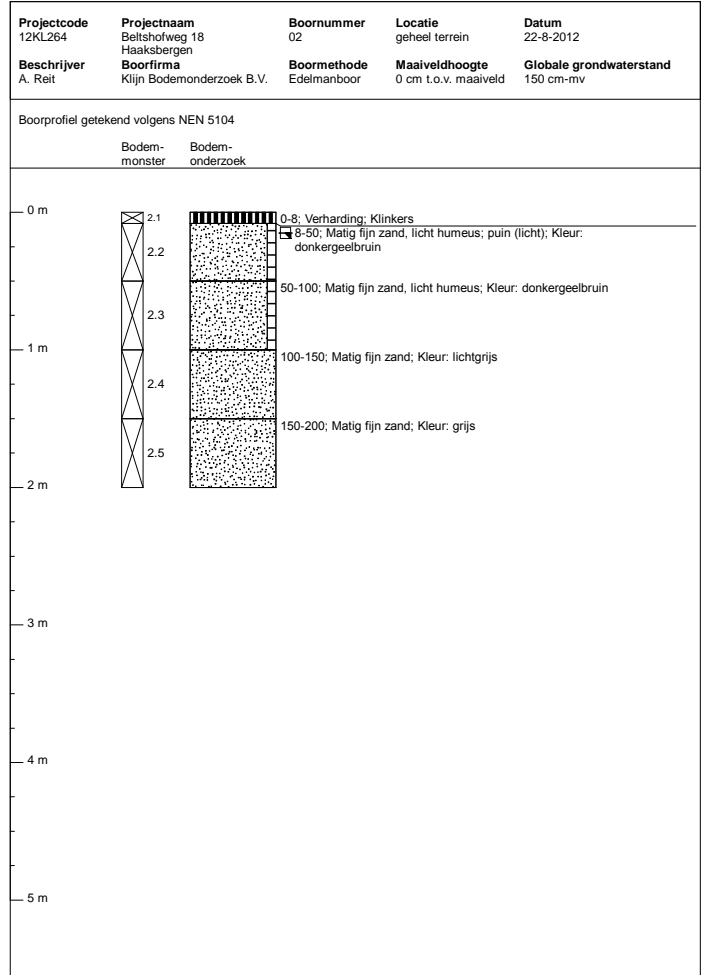 Projectcode Projectnaam Boornummer Locatie Datum
12KL264 Beltshofweg 18 02 geheel terrein 22-8-2012
Haaksbergen
Beschrijver Boorfirma Boormethode Maaiveldhoogte Globale grondwaterstand
A. Reit Klijn Bodemonderzoek B.V. Edelmanboor 0 cm t.o.v. maaiveld 150 cm-mv
Boorprofiel getekend volgens NEN 5104
Bodem- Bodem-
monster onderzoek
0 m
2.1 0-8; Verharding; Klinkers
8-50; Matig fijn zand, licht humeus; puin (licht); Kleur:
donkergeelbruin
2.2
50-100; Matig fijn zand, licht humeus; Kleur: donkergeelbruin
2.3
1 m
100-150; Matig fijn zand; Kleur: lichtgrijs
2.4
150-200; Matig fijn zand; Kleur: grijs
2.5
2 m
3 m
4 m
5 m